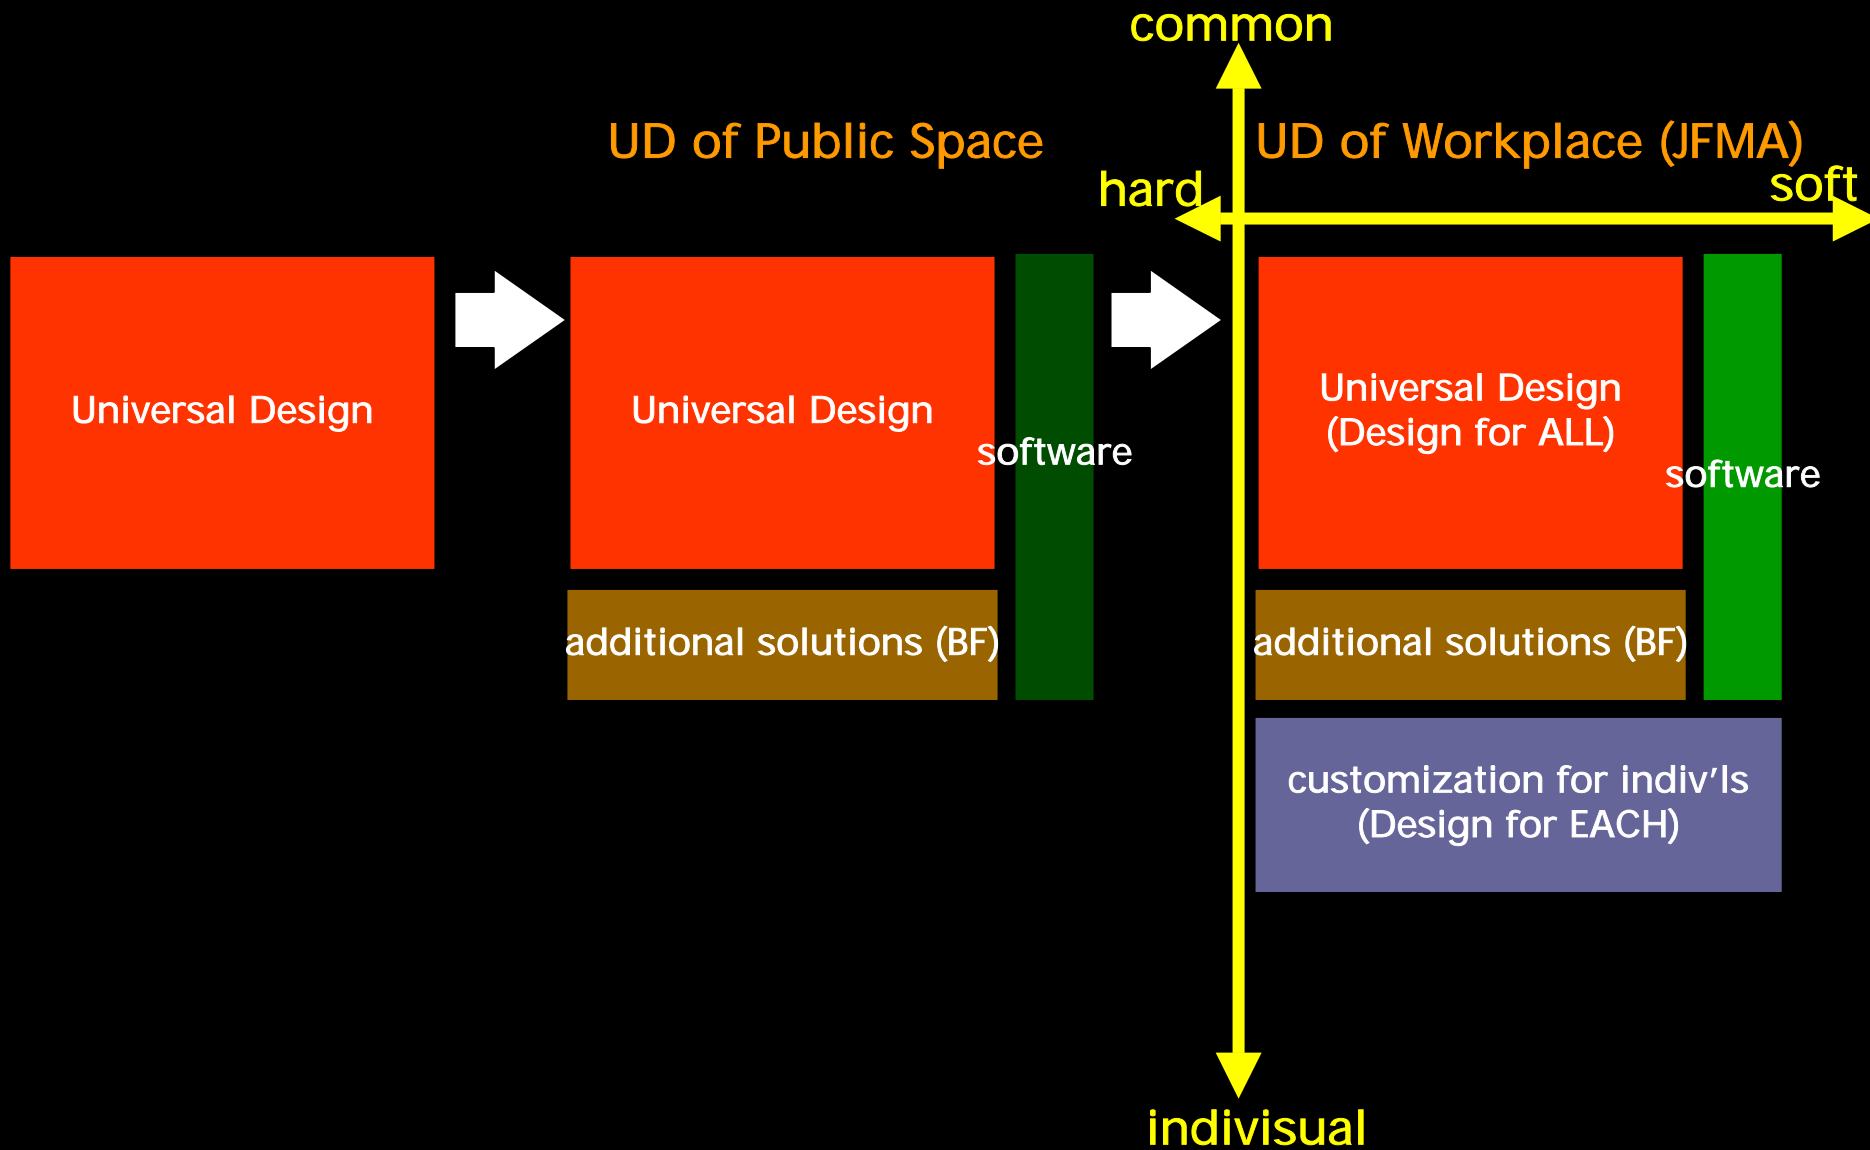 common
UD of Public Space
UD of Workplace (JFMA)
hard
soft
Universal Design
Universal Design
software
additional solutions (BF)
Universal Design
(Design for ALL)
software
additional solutions (BF)
customization for indiv’ls
(Design for EACH)
indivisual